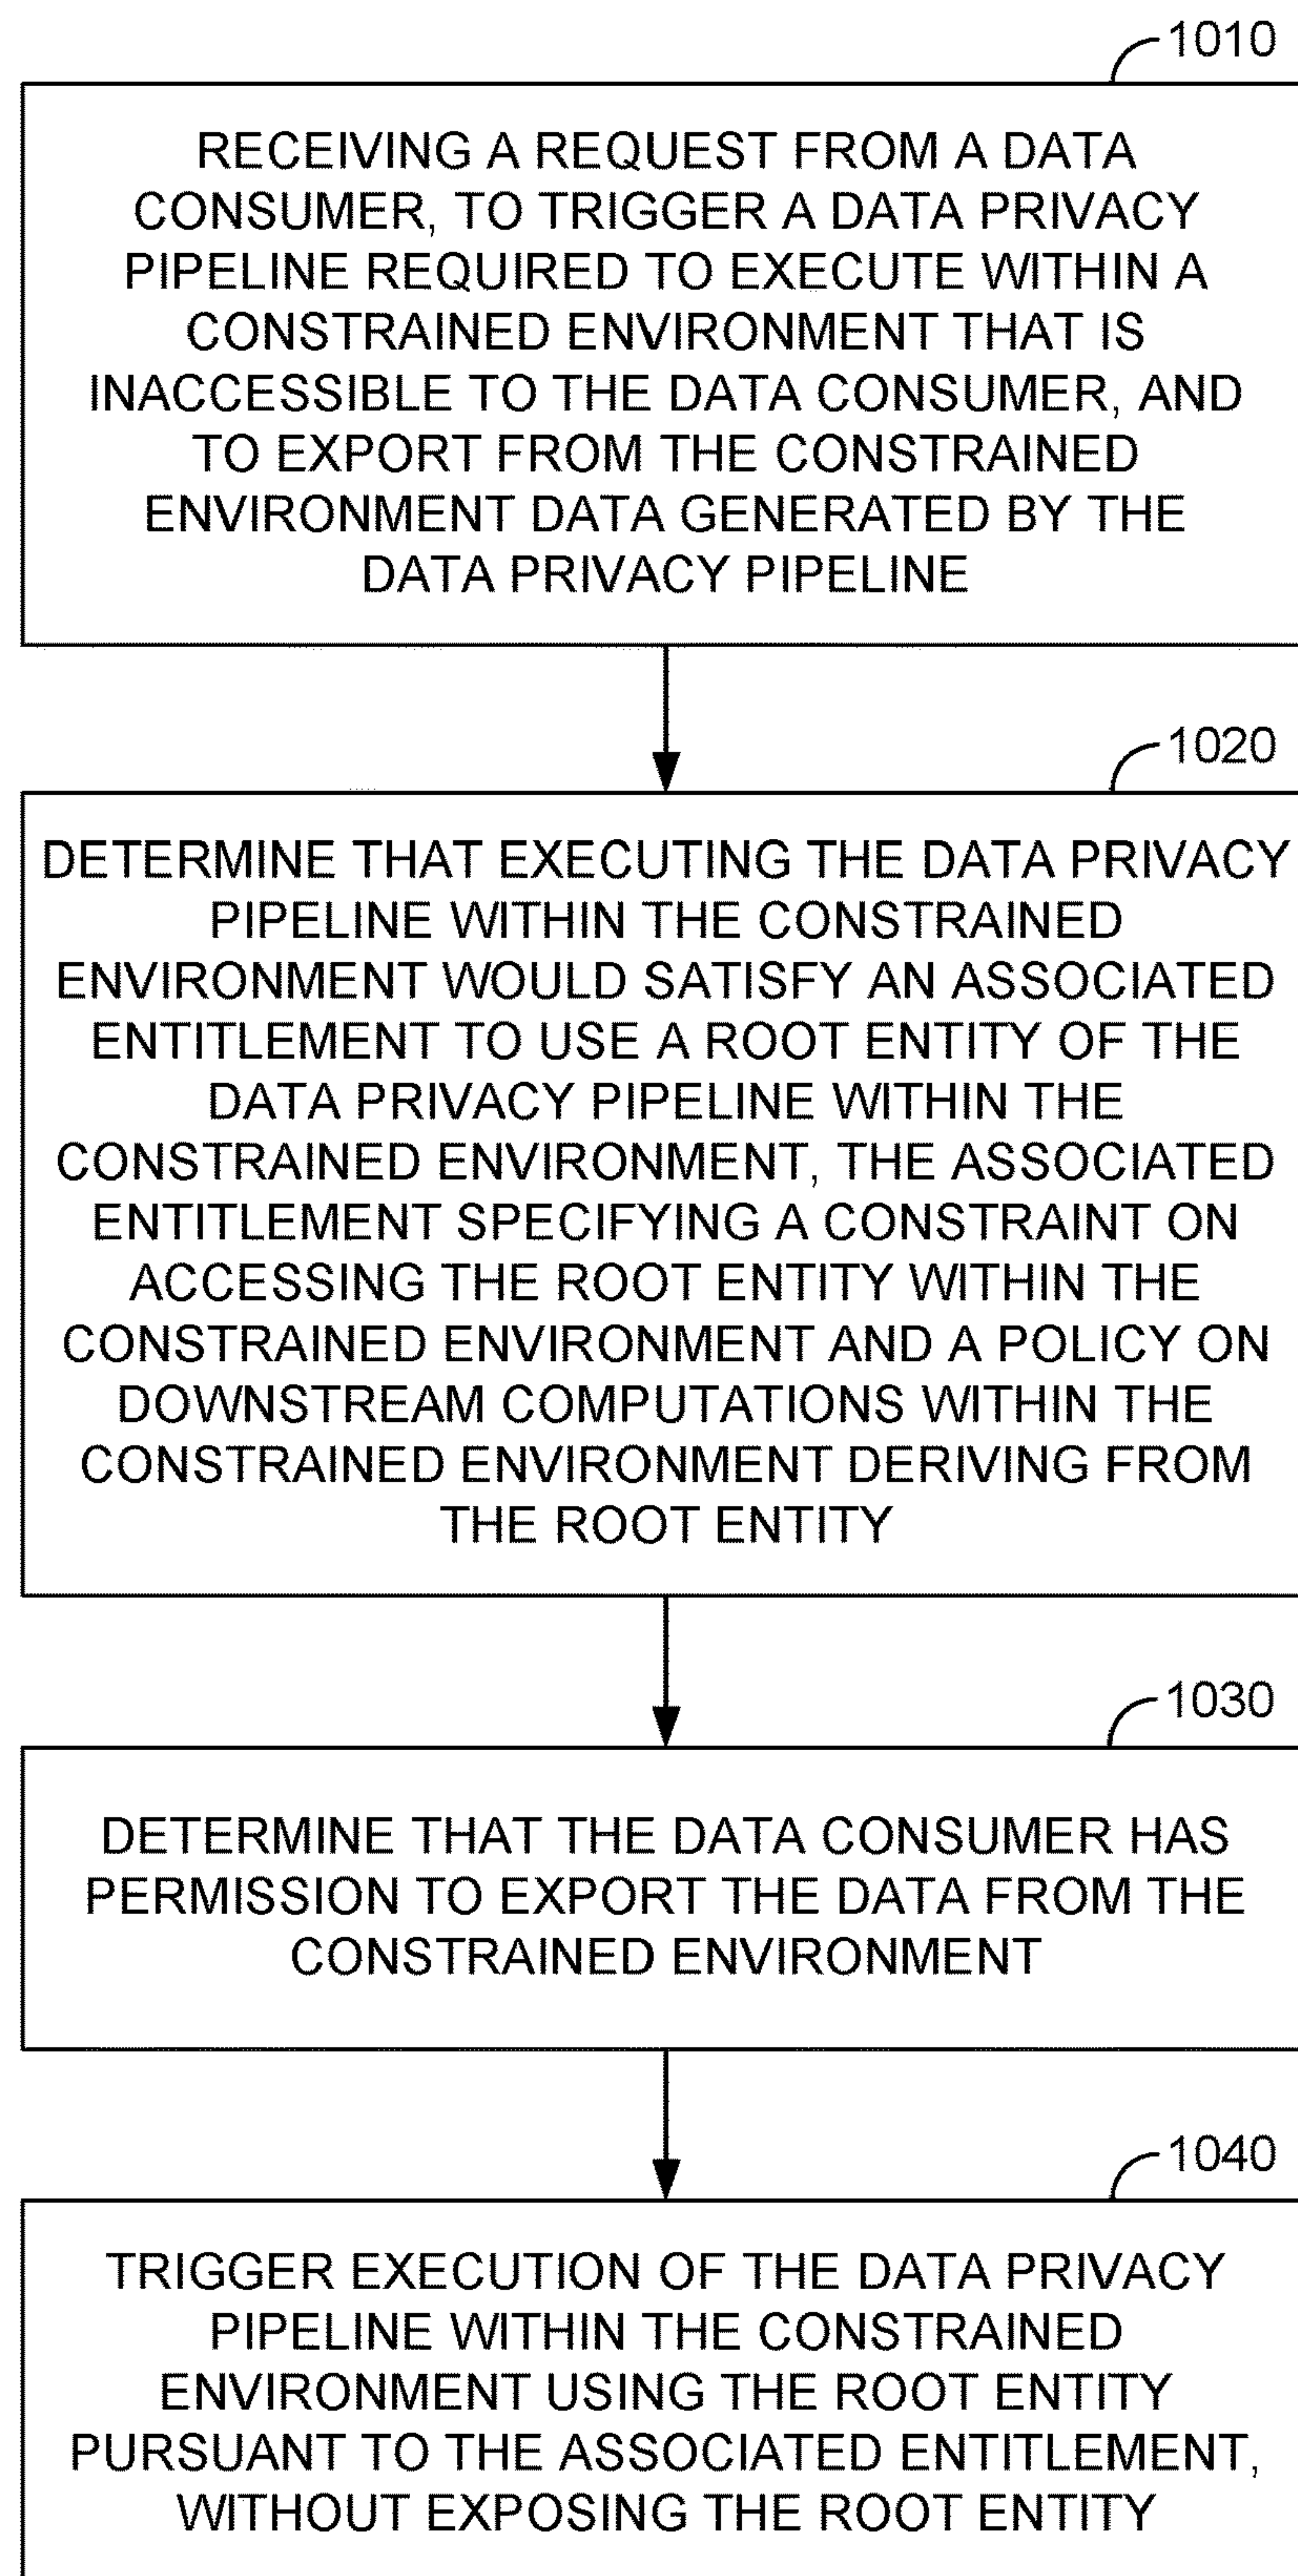 1010
RECEIVING A REQUEST FROM A DATA
CONSUMER, TO TRIGGER A DATA PRIVACY
PIPELINE REQUIRED TO EXECUTE WITHIN A
CONSTRAINED ENVIRONMENT THAT IS
INACCESSIBLE TO THE DATA CONSUMER, AND
TO EXPORT FROM THE CONSTRAINED
ENVIRONMENT DATA GENERATED BY THE
DATA PRIVACY PIPELINE
1020
DETERMINE THAT EXECUTING THE DATA PRIVACY
PIPELINE WITHIN THE CONSTRAINED
ENVIRONMENT WOULD SATISFY AN ASSOCIATED
ENTITLEMENT TO USE A ROOT ENTITY OF THE
DATA PRIVACY PIPELINE WITHIN THE
CONSTRAINED ENVIRONMENT, THE ASSOCIATED
ENTITLEMENT SPECIFYING A CONSTRAINT ON
ACCESSING THE ROOT ENTITY WITHIN THE
CONSTRAINED ENVIRONMENT AND A POLICY ON
DOWNSTREAM COMPUTATIONS WITHIN THE
CONSTRAINED ENVIRONMENT DERIVING FROM
THE ROOT ENTITY
1030
DETERMINE THAT THE DATA CONSUMER HAS
PERMISSION TO EXPORT THE DATA FROM THE
CONSTRAINED ENVIRONMENT
1040
TRIGGER EXECUTION OF THE DATA PRIVACY
PIPELINE WITHIN THE CONSTRAINED
ENVIRONMENT USING THE ROOT ENTITY
PURSUANT TO THE ASSOCIATED ENTITLEMENT,
WITHOUT EXPOSING THE ROOT ENTITY